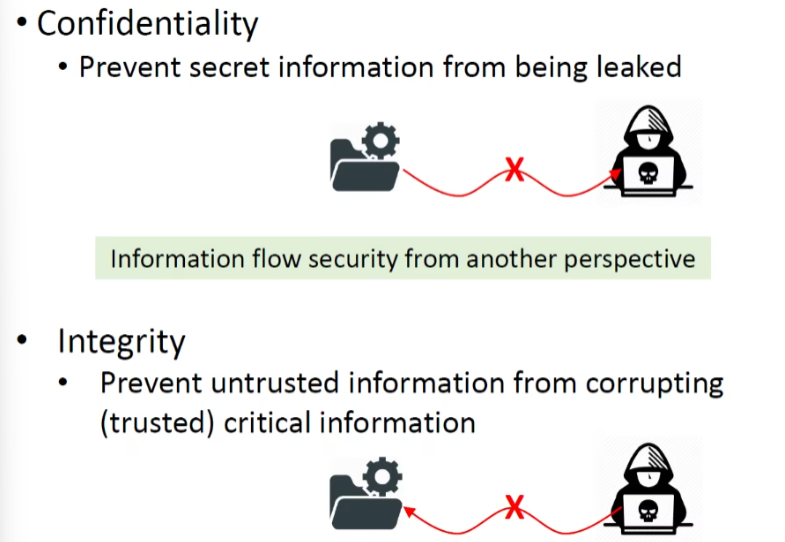 • Confidentiality
• Prevent secret information from being leaked
X
Information flow security from another perspective
• Integrity
• Prevent untrusted information from corrupting
(trusted) critical information
X